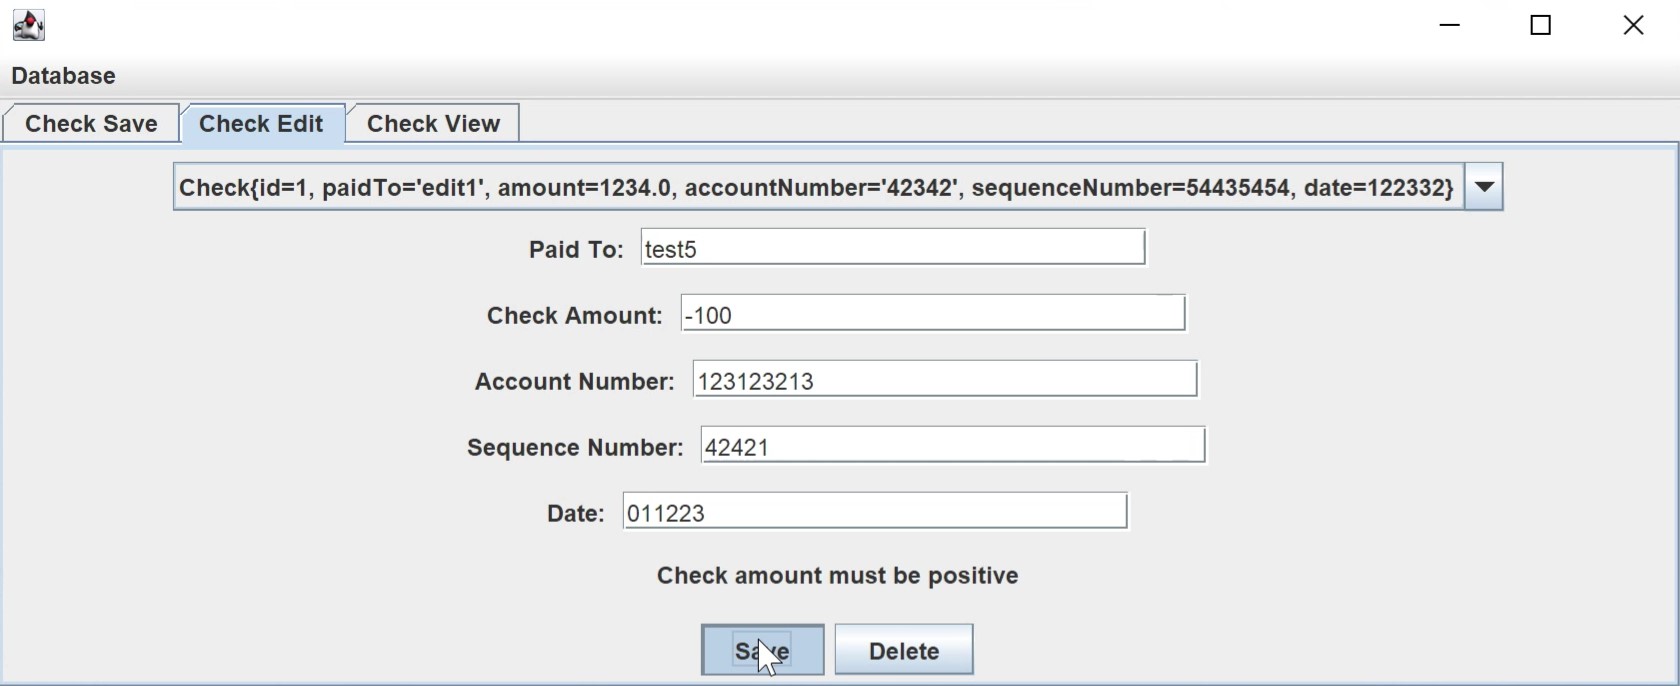 Database
Check Save Check Edit Check View
Check{id=1, paidTo='edit1', amount=1234.0, accountNumber='42342', sequenceNumber=54435454, date=122332}
Paid To: test5
Check Amount: -100
Account Number: 123123213
Sequence Number: 42421
Date: 011223
Check amount must be positive
Save Delete